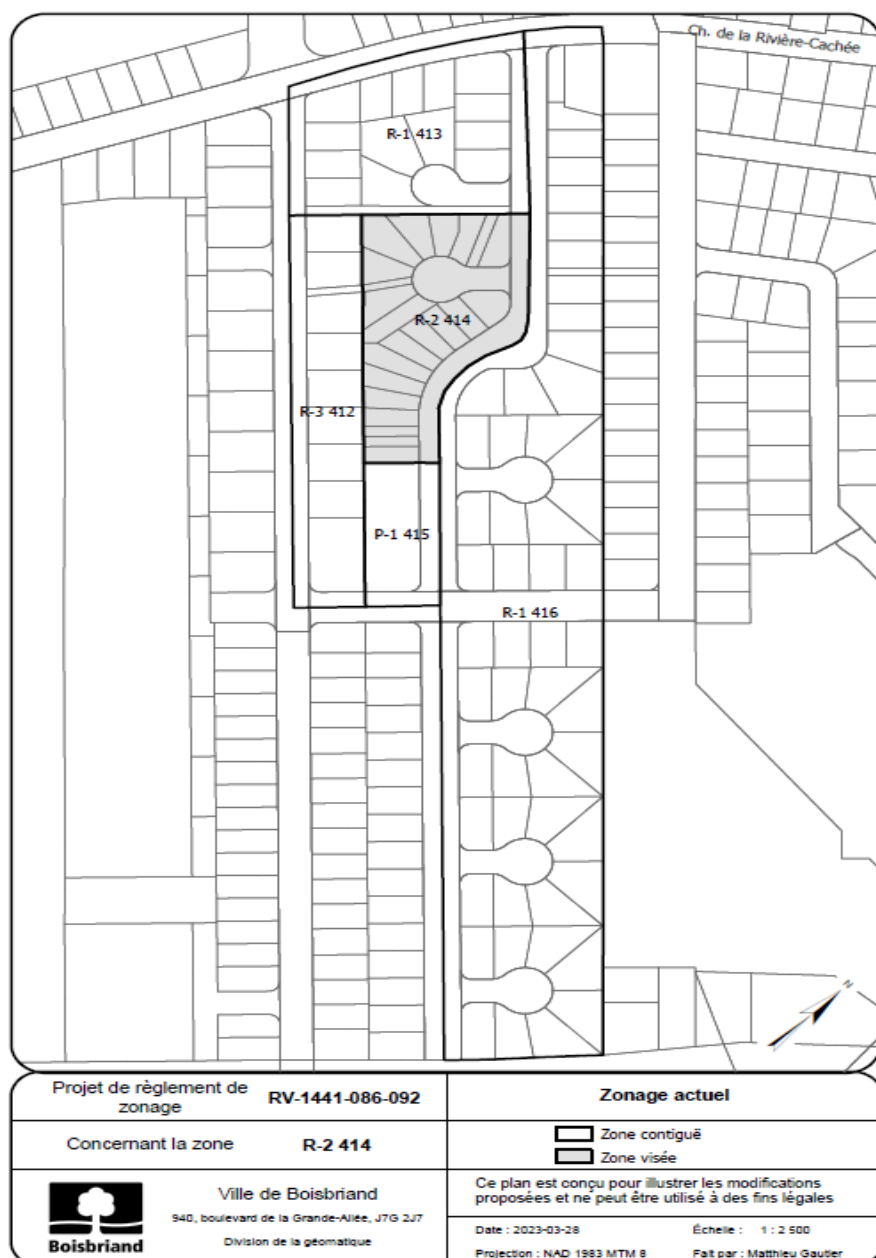 Ch. de la Rivière-Cachée
R-1 413
R-2 414
R-3 412
P-1 415
R-1 416
N
Projet de règlement de zonage RV-1441-086-092
Zonage actuel
Concernant la zone R-2 414
Zone contiguë
Zone visée
Boisbriand
Ville de Boisbriand
940, boulevard de la Grande-Allée, J7G 2J7
Division de la géomatique
Ce plan est conçu pour illustrer les modifications
proposées et ne peut être utilisé à des fins légales
Date : 2023-03-28 Échelle : 1 : 2 500
Projection : NAD 1983 MTM 8 Fait par : Matthieu Gautier